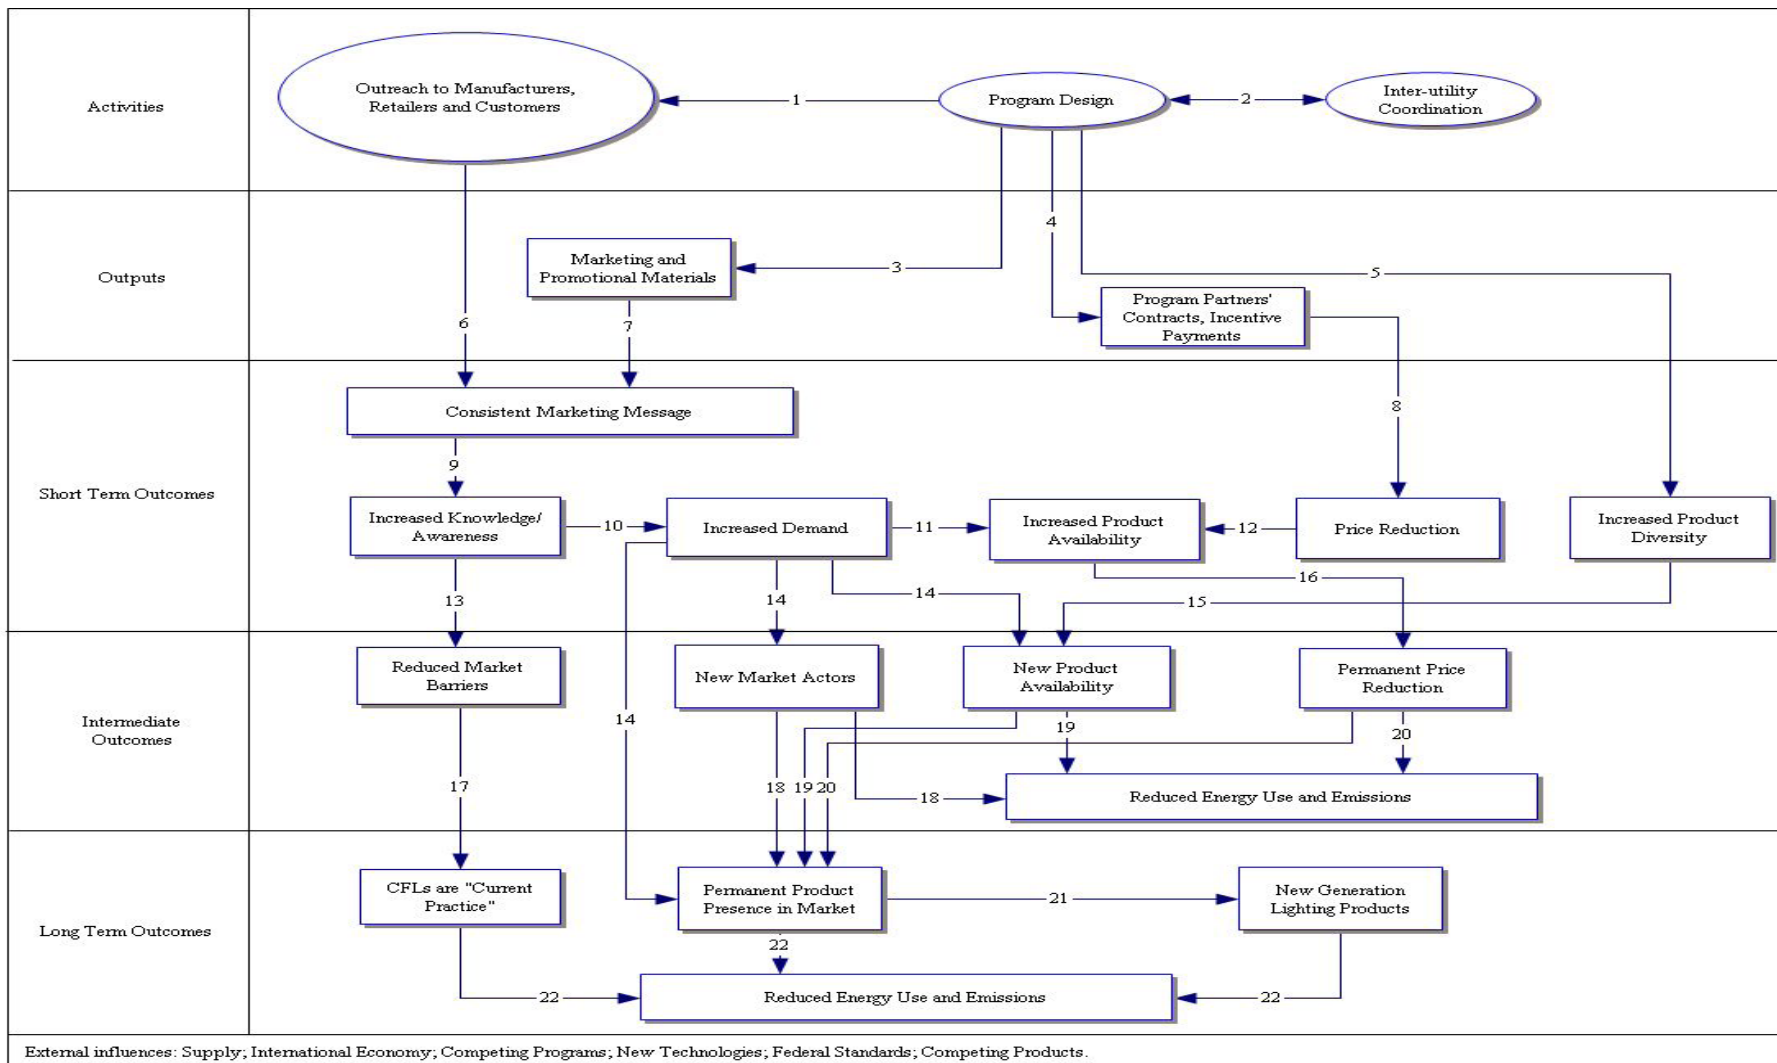 Activities
Outreach to Manufacturers,
Retailers and Customers
1
Program Design
2
Inter-utility
Coordination
Outputs
Marketing and
Promotional Materials
3
4
5
Program Partners'
Contracts, Incentive
Payments
6
7
8
Short Term Outcomes
Consistent Marketing Message
9
Increased Knowledge/
Awareness
10
Increased Demand
11
Increased Product
Availability
12
Price Reduction
Increased Product
Diversity
13
14
14
15
16
Intermediate
Outcomes
Reduced Market
Barriers
New Market Actors
New Product
Availability
Permanent Price
Reduction
14
19
20
17
18
19
20
18
Reduced Energy Use and Emissions
Long Term Outcomes
CFLs are "Current
Practice"
Permanent Product
Presence in Market
21
New Generation
Lighting Products
22
22
Reduced Energy Use and Emissions
22
External influences: Supply; International Economy; Competing Programs; New Technologies; Federal Standards; Competing Products.